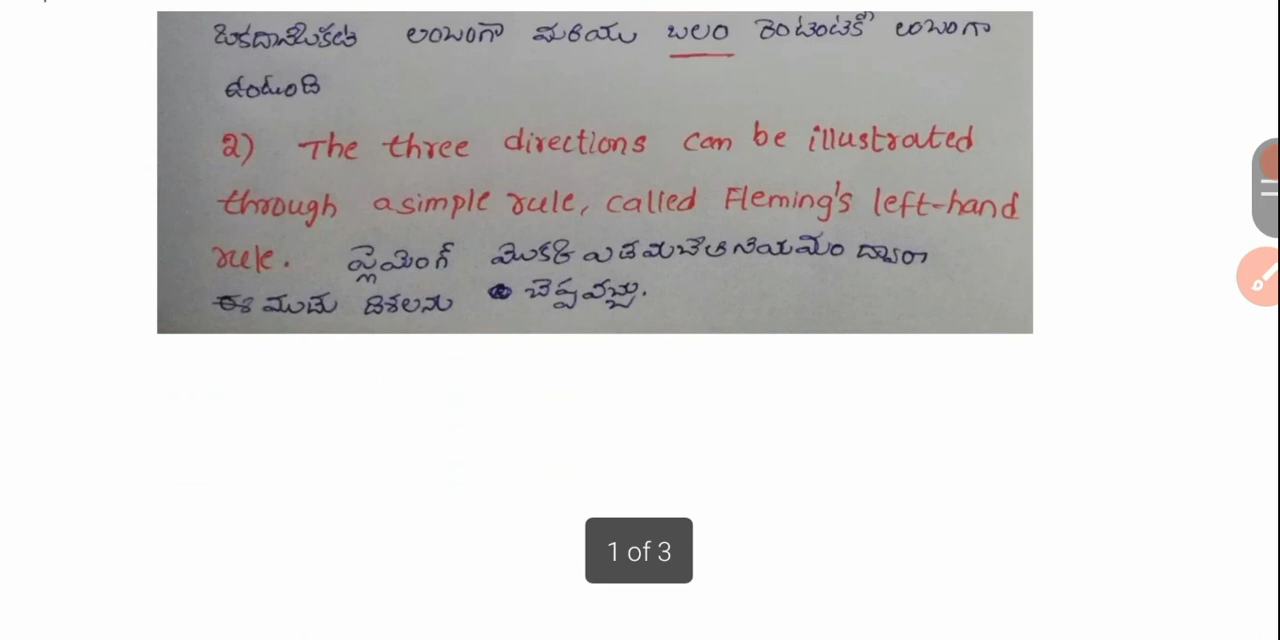 ఒకదానికొకటి లంబంగా మరియు బలం రెంటింటికీ లంబంగా
ఉంటుంది
2) The three directions can be illustrated
through a simple rule, called Fleming's left-hand
rule. ఫ్లెమింగ్ యొక్క ఎడమచేతి నియమం ద్వారా
ఈ మూడు దిశలను చెప్పవచ్చు.
1 of 3